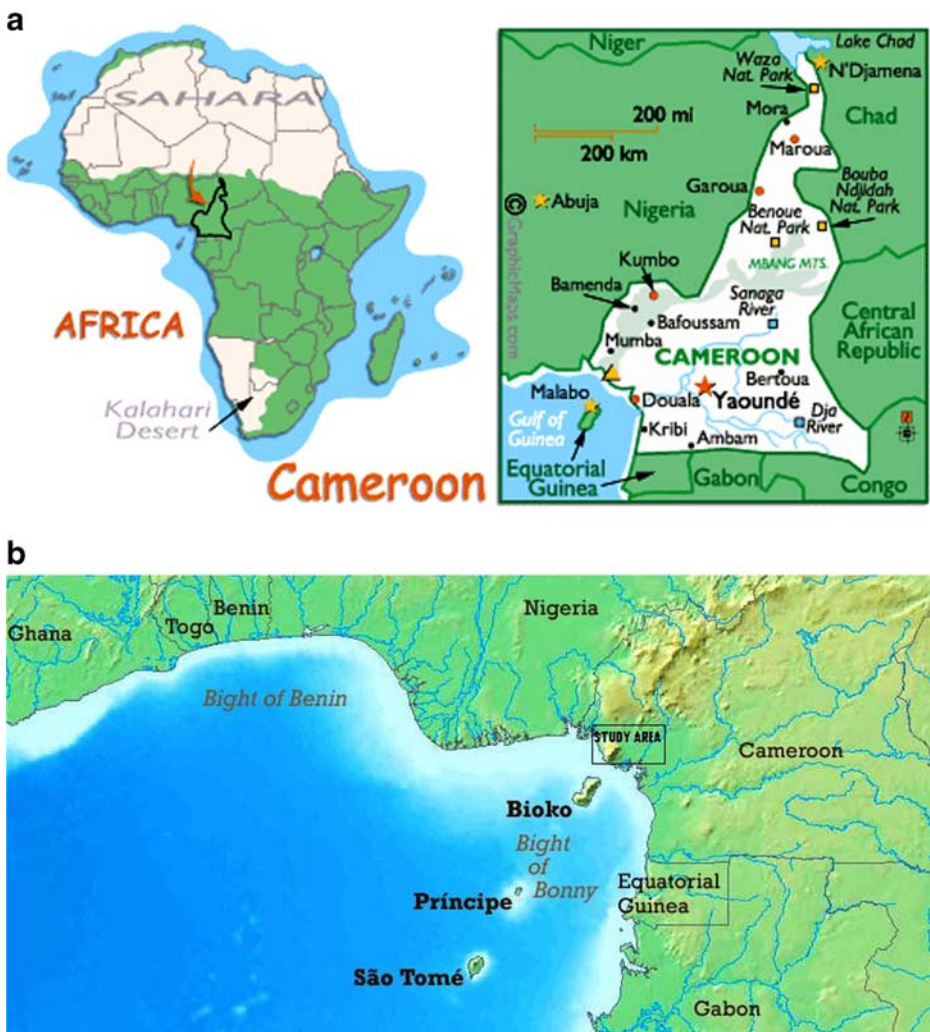 a
SAHARA
AFRICA
Kalahari
Desert
Cameroon
Niger
Lake Chad
Waza
Nat. Park
N'Djamena
Mora
Chad
200 mi
200 km
Maroua
Garoua
Bouba
Ndjidah
Nat. Park
Abuja
Nigeria
Benoue
Nat. Park
© GraphicMaps.com
MBANG MTS.
Kumbo
Bamenda
Sanaga
River
Bafoussam
Central
African
Republic
Mumba
CAMEROON
Bertoua
Malabo
Douala
Yaoundé
Gulf of
Guinea
Dja
River
N
Kribi
Ambam
Equatorial
Guinea
Gabon
Congo
b
Ghana
Togo
Benin
Nigeria
Bight of Benin
STUDY AREA
Cameroon
Bioko
Bight
of
Bonny
Príncipe
Equatorial
Guinea
São Tomé
Gabon